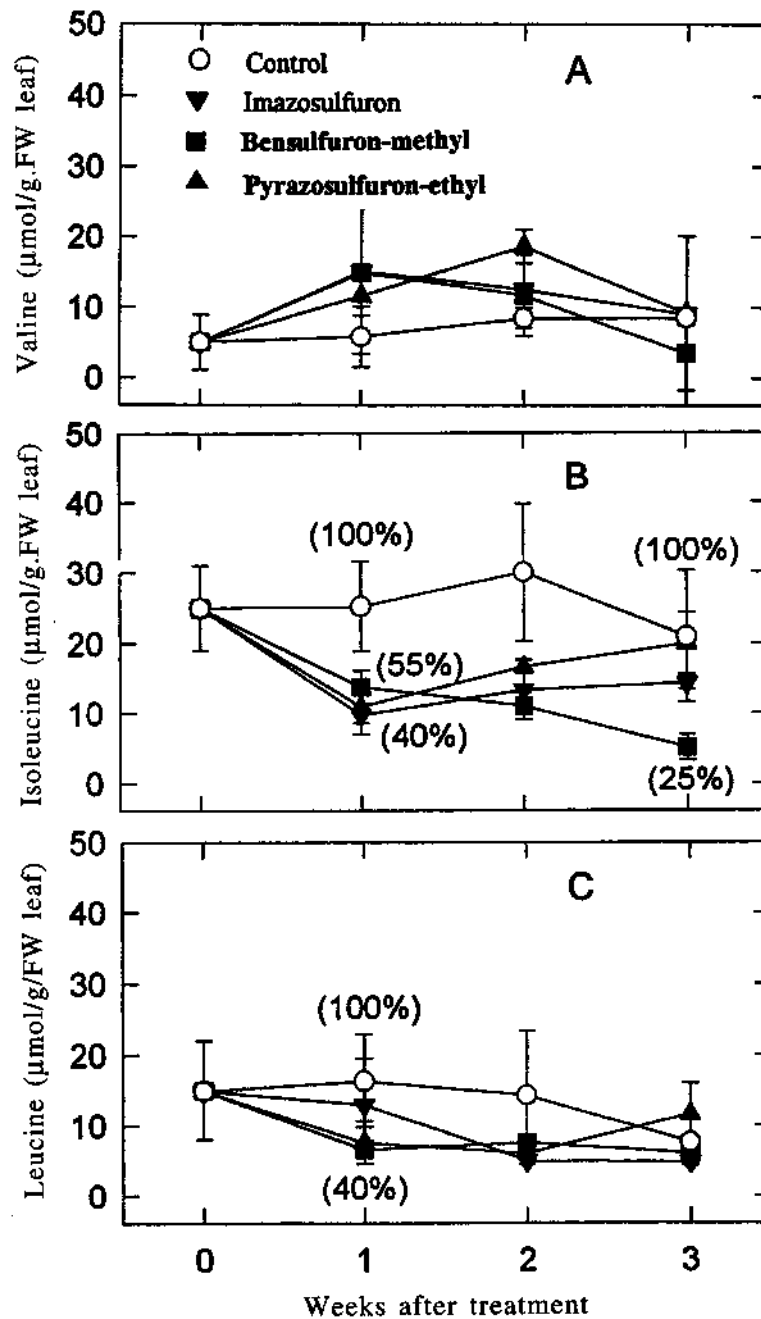 50
A
Control
Imazosulfuron
Bensulfuron-methyl
Pyrazosulfuron-ethyl
40
30
20
10
0
Valine (μmol/g.FW leaf)
50
B
40
(100%)
(100%)
30
20
(55%)
10
(40%)
0
(25%)
Isoleucine (μmol/g.FW leaf)
50
C
40
30
(100%)
20
10
0
(40%)
Leucine (μmol/g/FW leaf)
0 1 2 3
Weeks after treatment